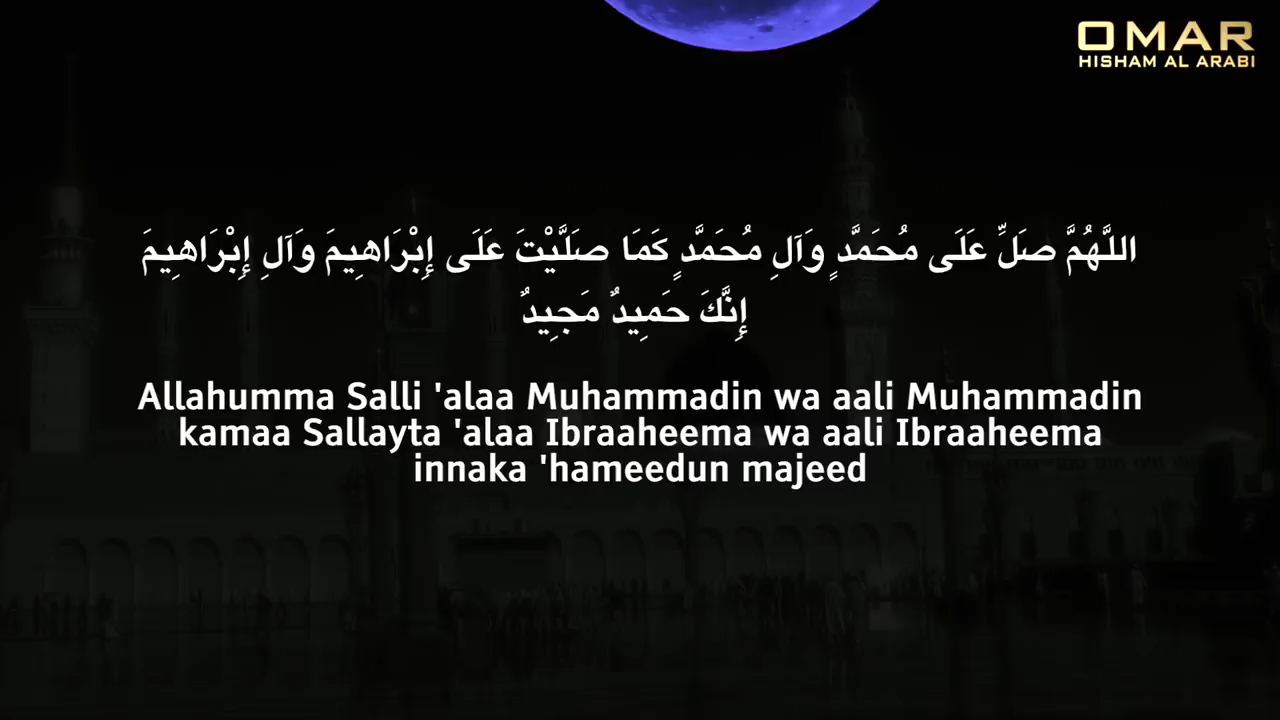 OMAR
HISHAM AL ARABI
اللَّهُمَّ صَلِّ عَلَى مُحَمَّدٍ وَآلِ مُحَمَّدٍ كَمَا صَلَّيْتَ عَلَى إِبْرَاهِيمَ وَآلِ إِبْرَاهِيمَ
إِنَّكَ حَمِيدٌ مَجِيدٌ
Allahumma Salli 'alaa Muhammadin wa aali Muhammadin
kamaa Sallayta 'alaa Ibraaheema wa aali Ibraaheema
innaka 'hameedun majeed